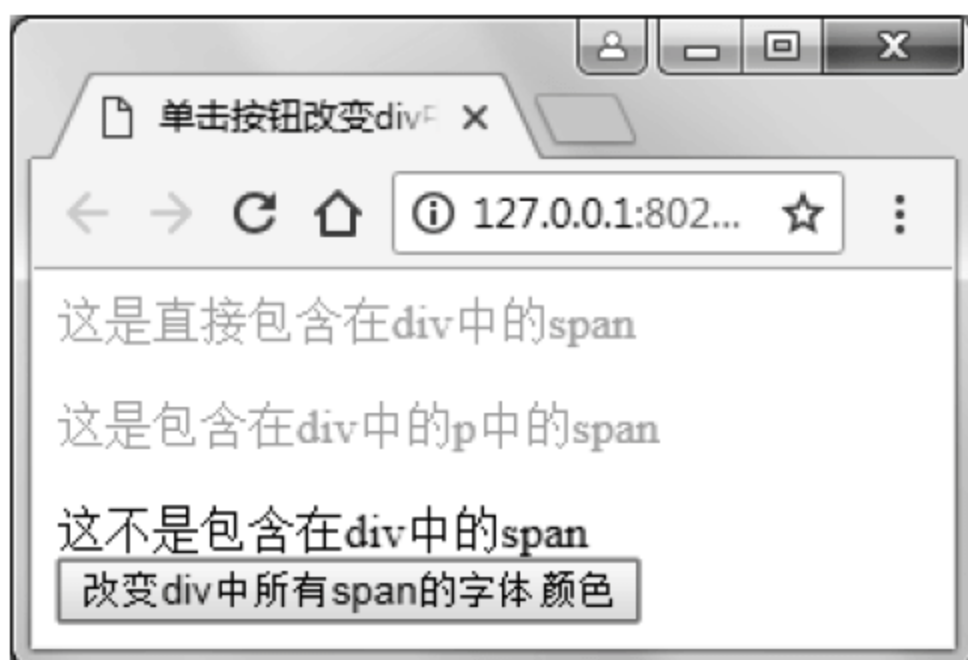 单击按钮改变div
127.0.0.1:802...
这是直接包含在div中的span
这是包含在div中的p中的span
这不是包含在div中的span
改变div中所有span的字体颜色